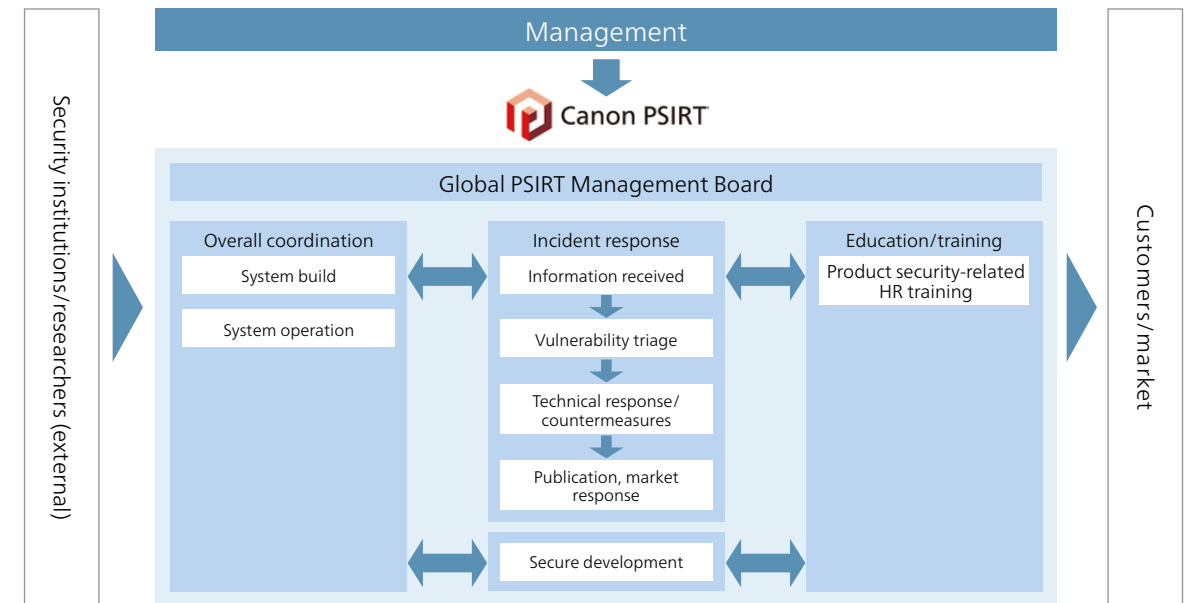 Management
Canon PSIRT
Security institutions/researchers (external)
Global PSIRT Management Board
Overall coordination
System build
System operation
Incident response
Information received
Vulnerability triage
Technical response/
countermeasures
Publication, market
response
Secure development
Education/training
Product security-related
HR training
Customers/market